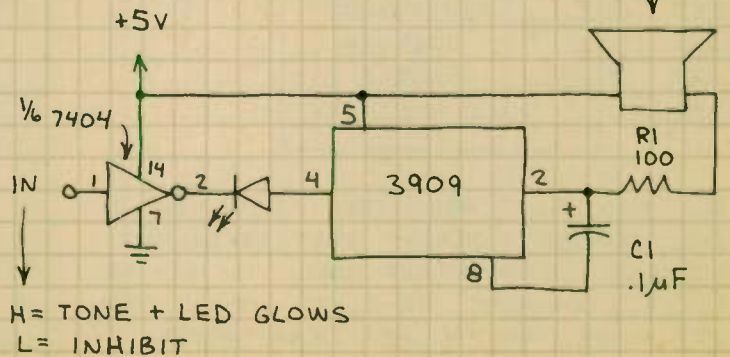 +5V
1/6 7404
14
5
R1
100
IN
1
2
4
3909
2
7
+
8
C1
.1µF
H= TONE + LED GLOWS
L= INHIBIT